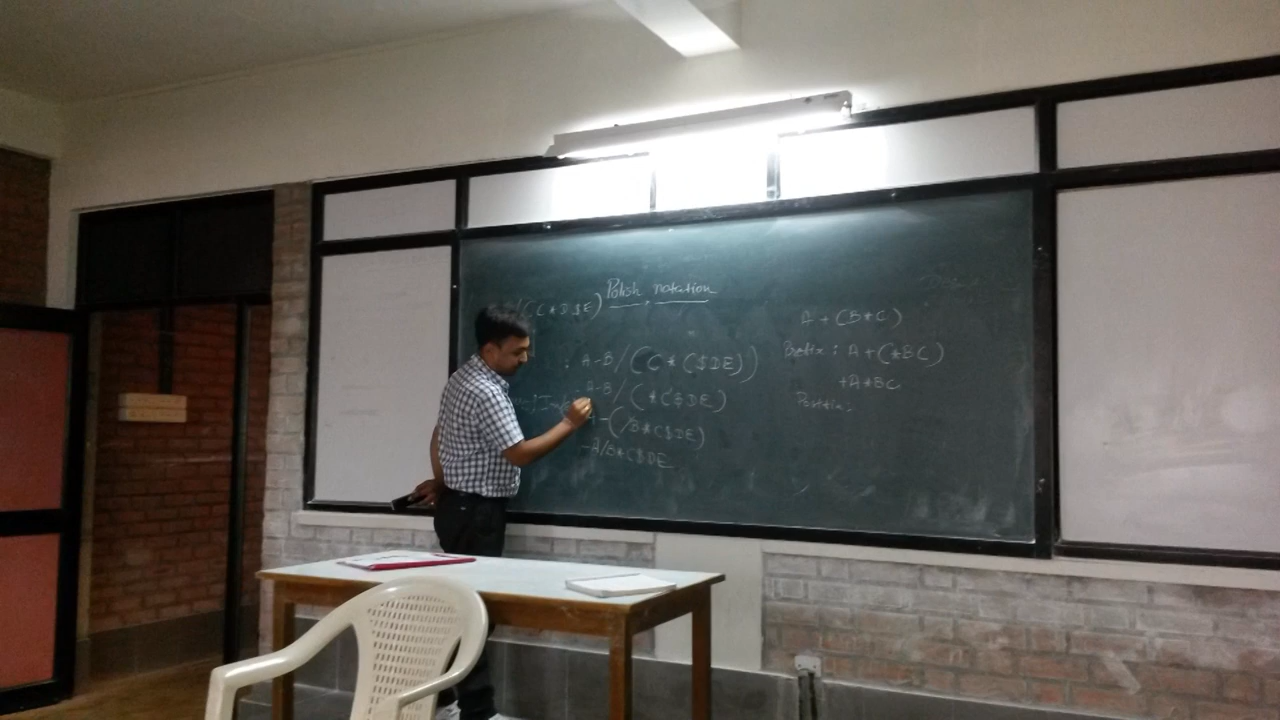 Polish notation
(C*D$E)
: A-B/(C*($DE))
: A-B/(*C$DE)
A-(/B*C$DE)
-A/B*C$DE
A+(B*C)
Prefix: A+(*BC)
+A*BC
Postfix: